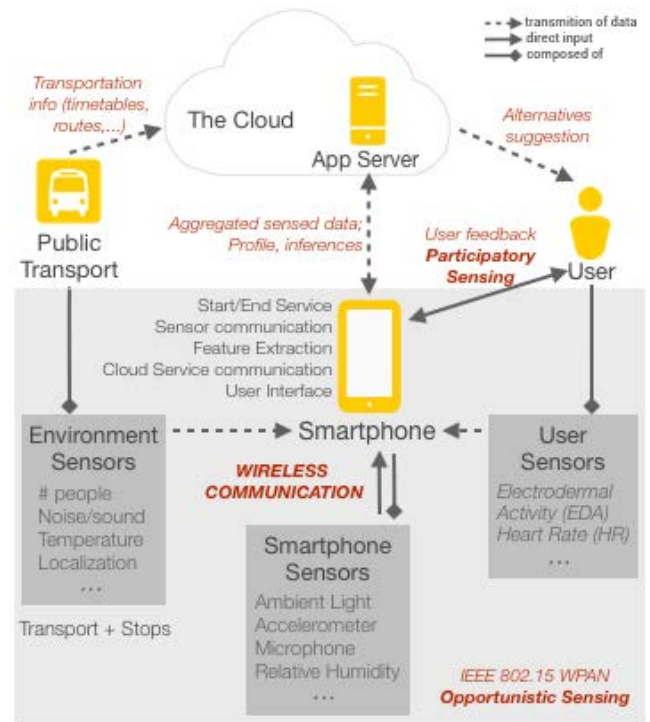 transmition of data
direct input
composed of
Transportation
info (timetables,
routes,...)
The Cloud
App Server
Alternatives
suggestion
Public
Transport
Aggregated sensed data;
Profile, inferences
User feedback
Participatory
Sensing
User
Start/End Service
Sensor communication
Feature Extraction
Cloud Service communication
User Interface
Smartphone
Environment
Sensors
# people
Noise/sound
Temperature
Localization
...
Transport + Stops
WIRELESS
COMMUNICATION
User
Sensors
Electrodermal
Activity (EDA)
Heart Rate (HR)
...
Smartphone
Sensors
Ambient Light
Accelerometer
Microphone
Relative Humidity
...
IEEE 802.15 WPAN
Opportunistic Sensing